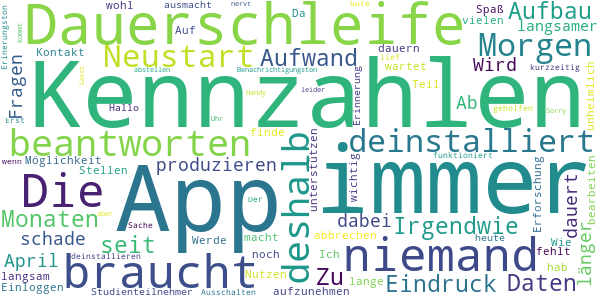 wohl ausmacht nervt Gute
Dauerschleife Da Spaß vielen Aufbau
Erinnerungston Auf kommt
Kontakt dauern langsamer
Neustart Aufwand Morgen
Fragen abstellen Benachrichtigungston lief wartet Wird
Kennzahlen
liest Handy Teil Ab kurzzeitig unheimlich
Erst Hallo Uhr leider Erinnerung finde geholfen Sorry
beantworten deshalb unterstützen deinstalliert
wenn Möglichkeit produzieren wichtig funktioniert
Stellen
Die App immer
Erforschung bearbeiten
Monaten aber Sache Der dabei Irgendwie dauert länger
schade seit Werde macht noch Ich abbrechen heute Wie fehlt
April deinstallieren niemand
langsam braucht Nutzen Zu lange Eindruck hab Daten
Einloggen Studienteilnehmer Ausschalten aufzunehmen